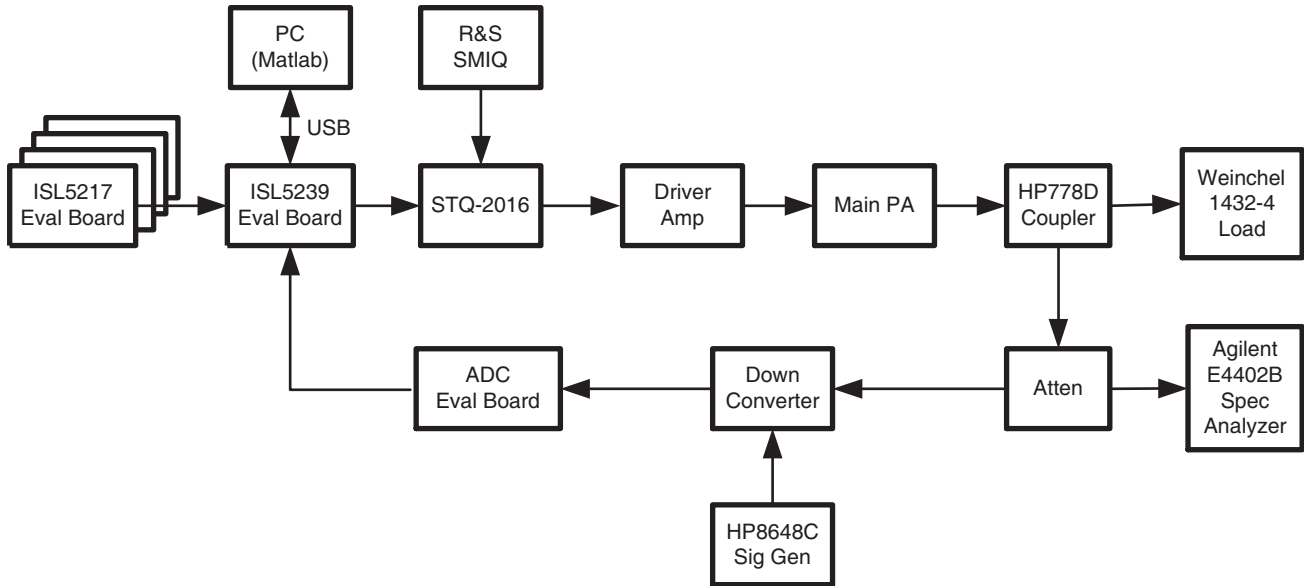 PC
(Matlab)
R&S
SMIQ
USB
ISL5217
Eval Board
ISL5239
Eval Board
STQ-2016
Driver
Amp
Main PA
HP778D
Coupler
Weinchel
1432-4
Load
ADC
Eval Board
Down
Converter
Atten
Agilent
E4402B
Spec
Analyzer
HP8648C
Sig Gen